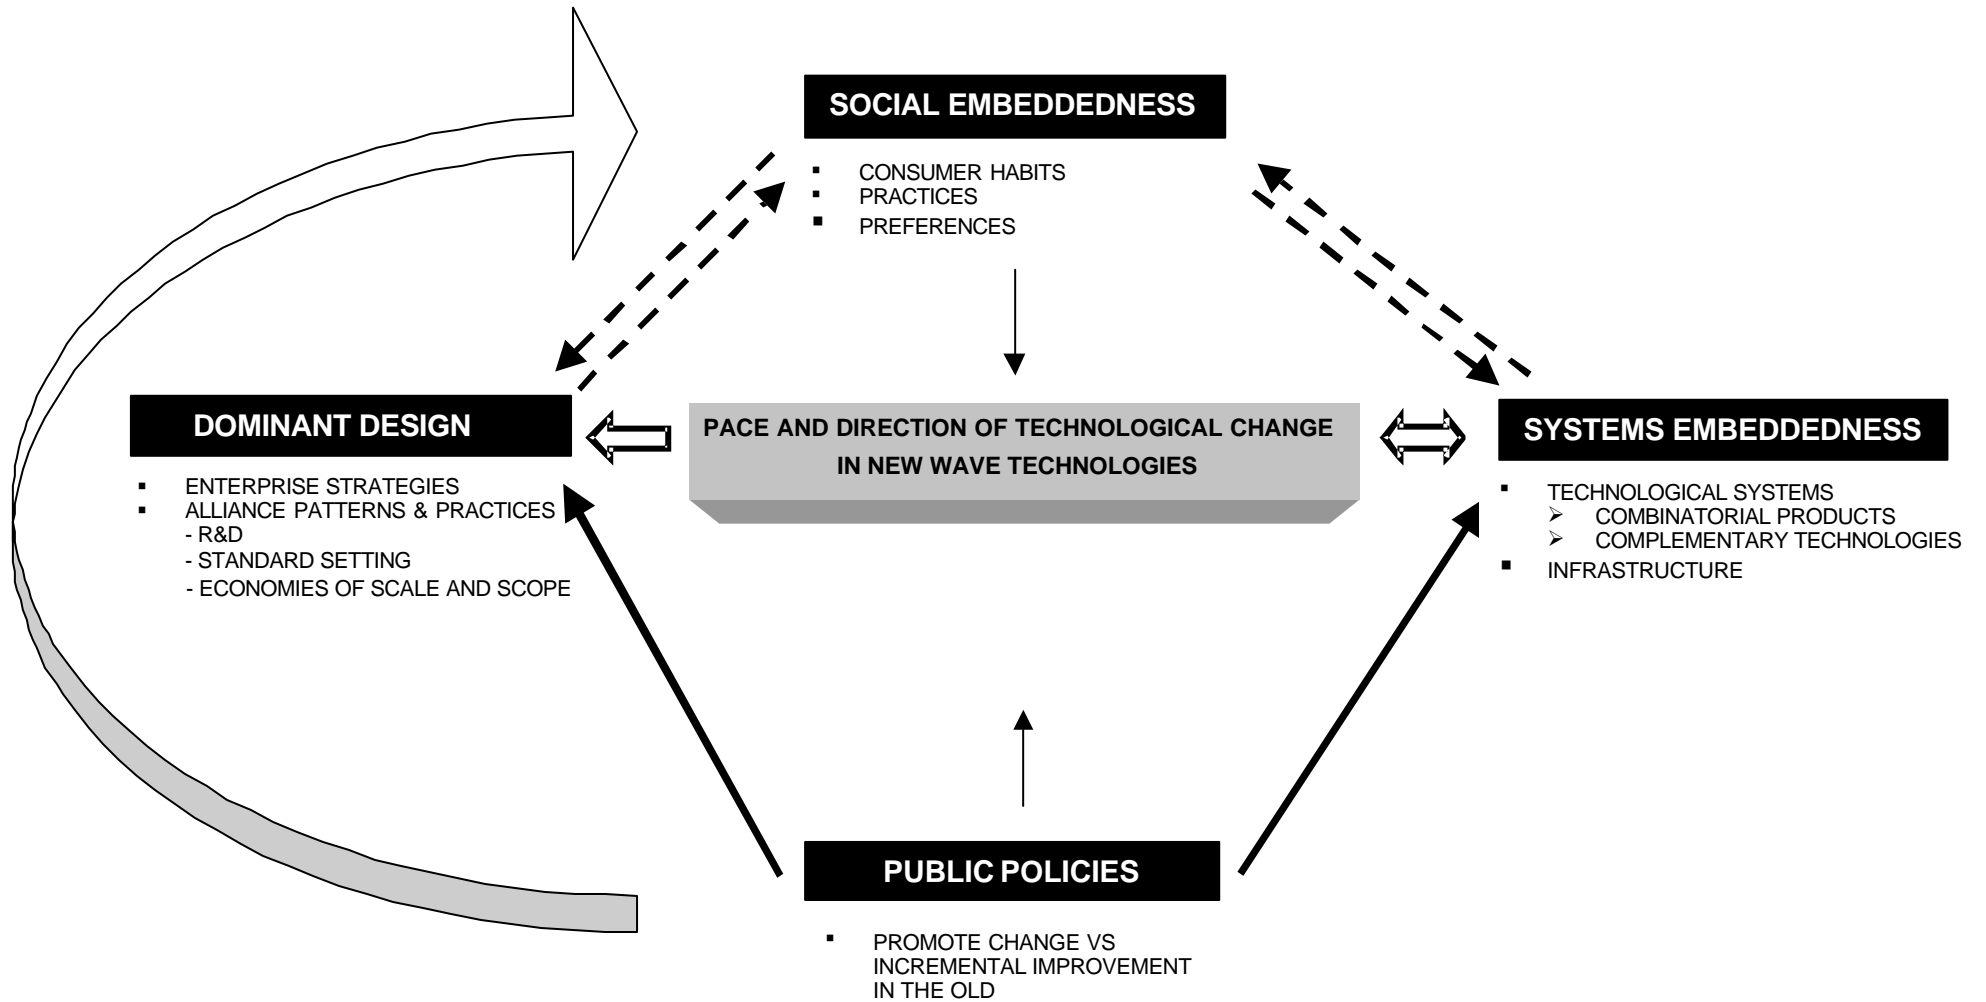 SOCIAL EMBEDDEDNESS
▪ CONSUMER HABITS
▪ PRACTICES
▪ PREFERENCES
DOMINANT DESIGN
▪ ENTERPRISE STRATEGIES
▪ ALLIANCE PATTERNS & PRACTICES
- R&D
- STANDARD SETTING
- ECONOMIES OF SCALE AND SCOPE
PACE AND DIRECTION OF TECHNOLOGICAL CHANGE
IN NEW WAVE TECHNOLOGIES
SYSTEMS EMBEDDEDNESS
▪ TECHNOLOGICAL SYSTEMS
➢ COMBINATORIAL PRODUCTS
➢ COMPLEMENTARY TECHNOLOGIES
▪ INFRASTRUCTURE
PUBLIC POLICIES
▪ PROMOTE CHANGE VS
INCREMENTAL IMPROVEMENT
IN THE OLD